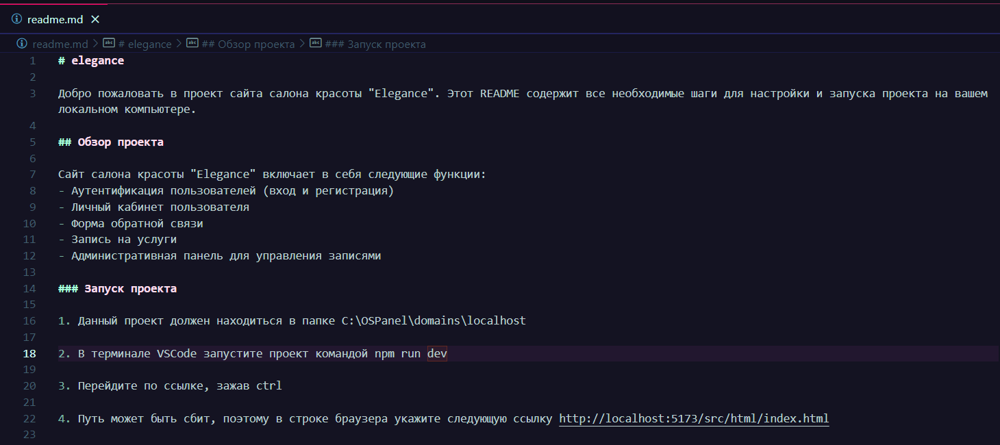 readme.md
readme.md > # elegance > ## Обзор проекта > ### Запуск проекта
1 # elegance
2
3 Добро пожаловать в проект сайта салона красоты "Elegance". Этот README содержит все необходимые шаги для настройки и запуска проекта на вашем
локальном компьютере.
4
5 ## Обзор проекта
6
7 Сайт салона красоты "Elegance" включает в себя следующие функции:
8 - Аутентификация пользователей (вход и регистрация)
9 - Личный кабинет пользователя
10 - Форма обратной связи
11 - Запись на услуги
12 - Административная панель для управления записями
13
14 ### Запуск проекта
15
16 1. Данный проект должен находиться в папке C:\OSPanel\domains\localhost
17
18 2. В терминале VSCode запустите проект командой npm run dev
19
20 3. Перейдите по ссылке, зажав ctrl
21
22 4. Путь может быть сбит, поэтому в строке браузера укажите следующую ссылку http://localhost:5173/src/html/index.html
23